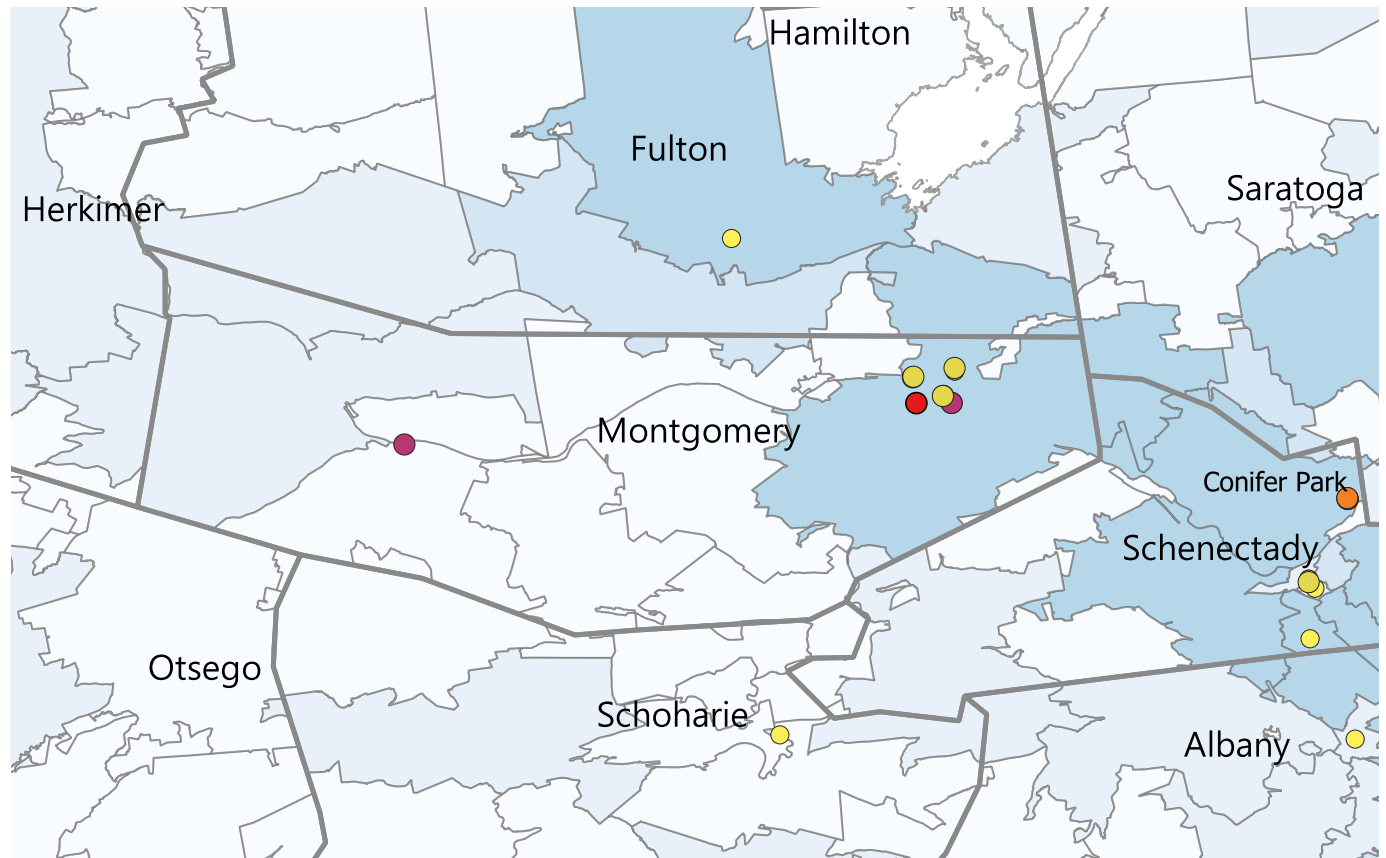 Hamilton
Fulton
Saratoga
Herkimer
Montgomery
Conifer Park
Schenectady
Otsego
Schoharie
Albany